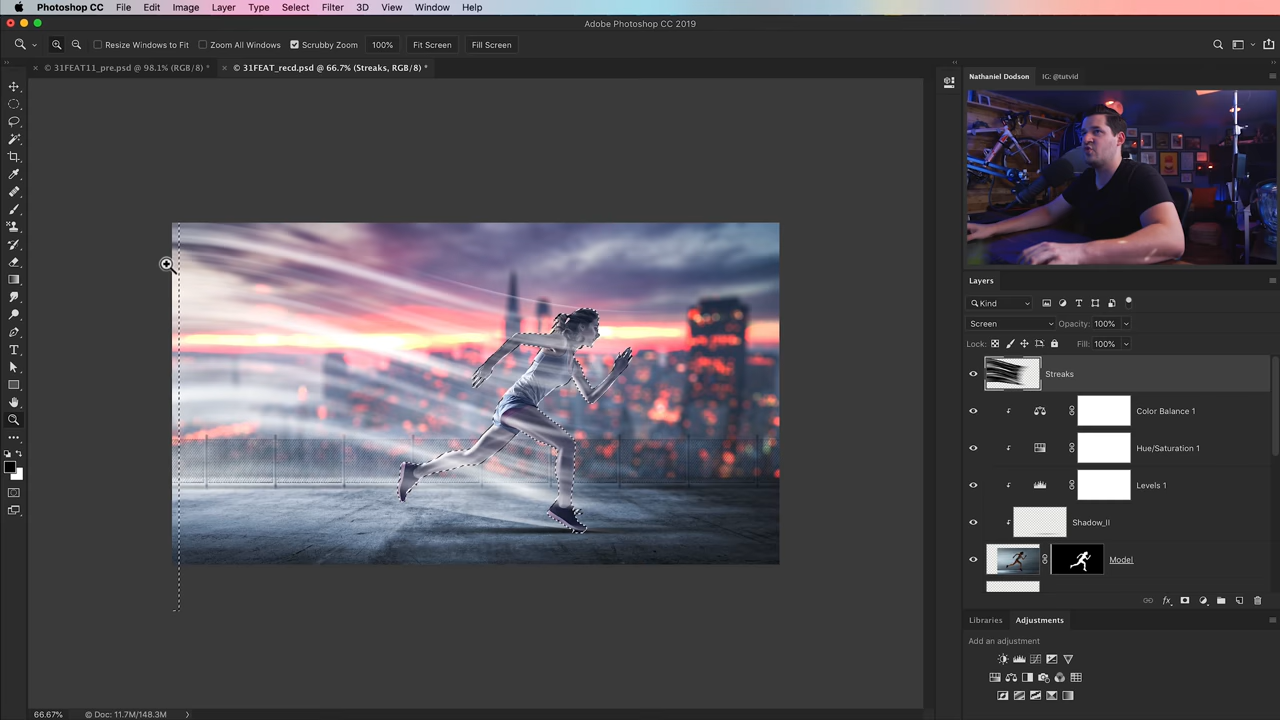 Photoshop CC File Edit Image Layer Type Select Filter 3D View Window Help
Adobe Photoshop CC 2019
Resize Windows to Fit Zoom All Windows Scrubby Zoom 100% Fit Screen Fill Screen
× © 31FEAT11_pre.psd @ 98.1% (RGB/8) * × © 31FEAT_recd.psd @ 66.7% (Streaks, RGB/8) *
Nathaniel Dodson IG: @tutvid
Layers
Kind
Screen Opacity: 100%
Lock: Fill: 100%
Streaks
Color Balance 1
Hue/Saturation 1
Levels 1
Shadow_II
Model
fx
Libraries Adjustments
Add an adjustment
66.67% © Doc: 11.7M/148.3M